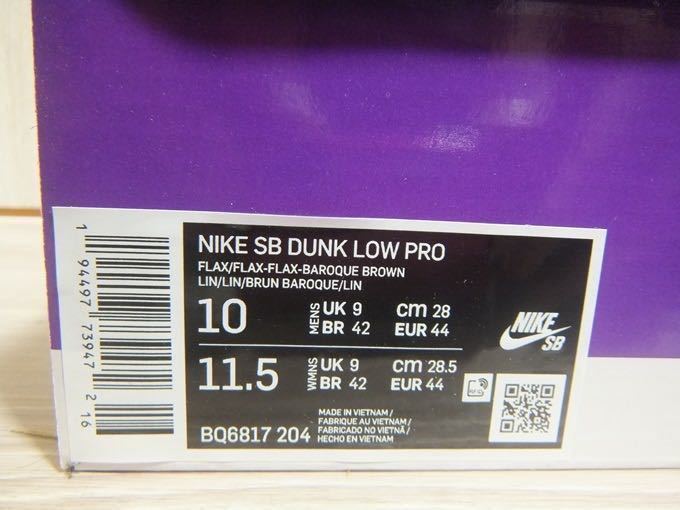 1 94497 73947 2 16
NIKE SB DUNK LOW PRO
FLAX/FLAX-FLAX-BAROQUE BROWN
LIN/LIN/BRUN BAROQUE/LIN
10 MENS UK 9 cm 28
BR 42 EUR 44
11.5 WMNS UK 9 cm 28.5
BR 42 EUR 44
NIKE
SB
RFID
BQ6817 204
MADE IN VIETNAM /
FABRIQUE AU VIETNAM /
FABRICADO NO VIETNÃ /
HECHO EN VIETNAM